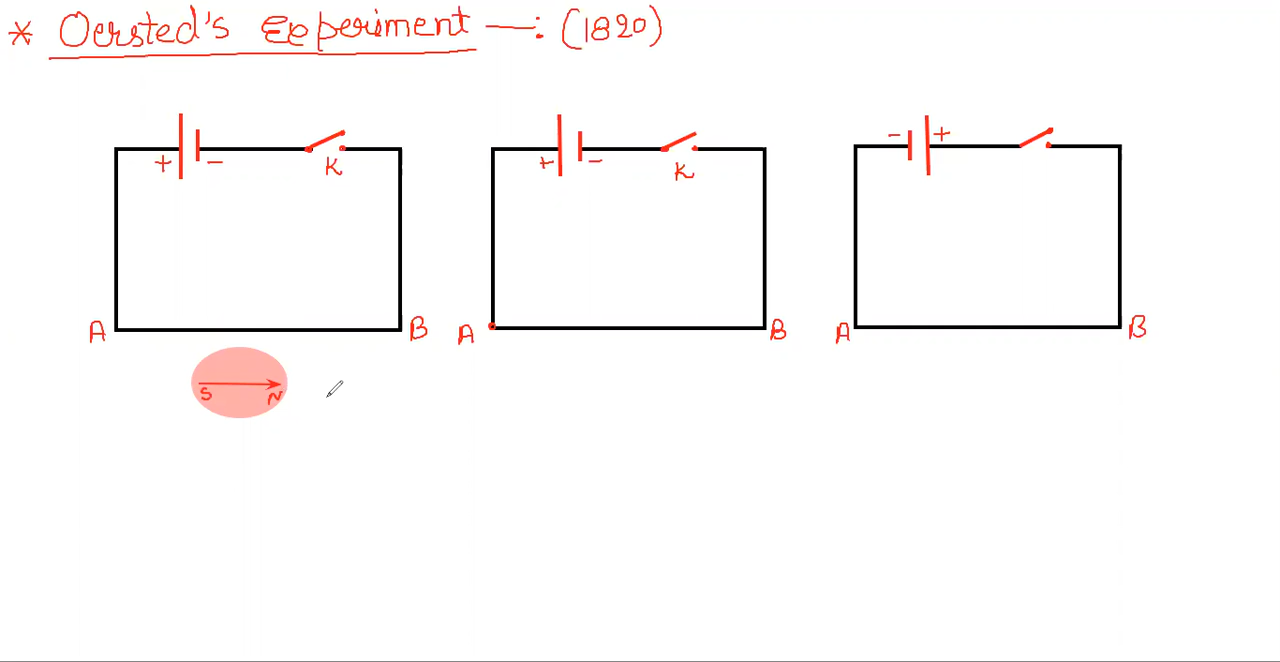 * Oersted's Experiment —: (1820)
+ - K
+ - K
- +
A B
A B
A B
S N